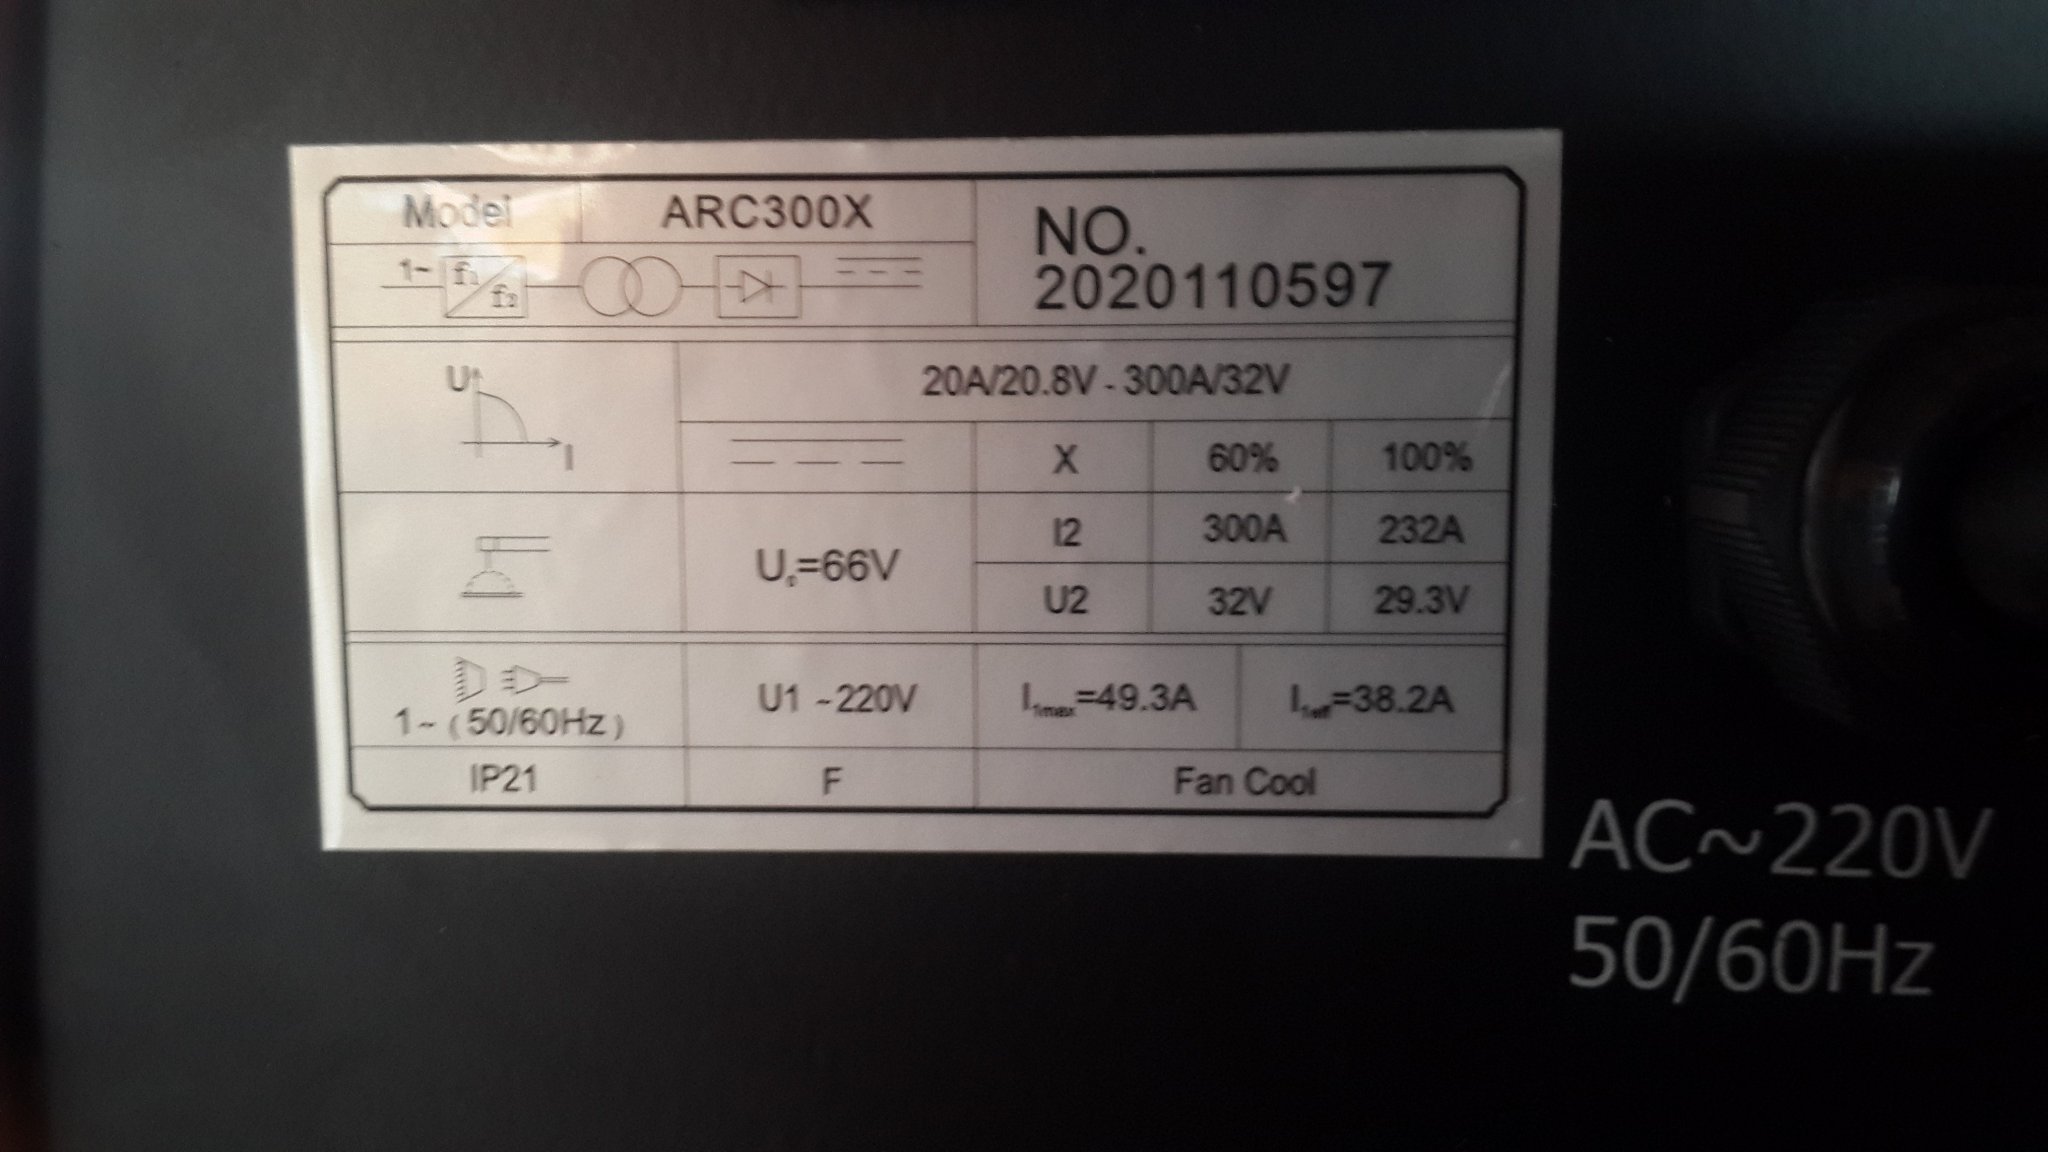 Model ARC300X
NO.
2020110597
1~ f1 f2
U I
20A/20.8V - 300A/32V
X 60% 100%
U0=66V
I2 300A 232A
U2 32V 29.3V
1~ (50/60Hz)
U1 ~220V
I1max=49.3A
I1eff=38.2A
IP21 F Fan Cool
AC~220V
50/60Hz